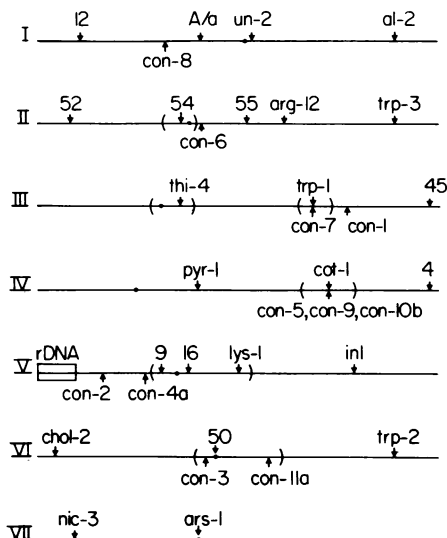 I 12 A/a un-2 al-2
con-8
II 52 54 55 arg-12 trp-3
con-6
III thi-4 trp-1 45
con-7 con-1
IV pyr-1 cot-1 4
con-5, con-9, con-10b
V rDNA 9 16 lys-1 inl
con-2 con-4a
VI chol-2 50 trp-2
con-3 con-11a
VII nic-3 ars-1